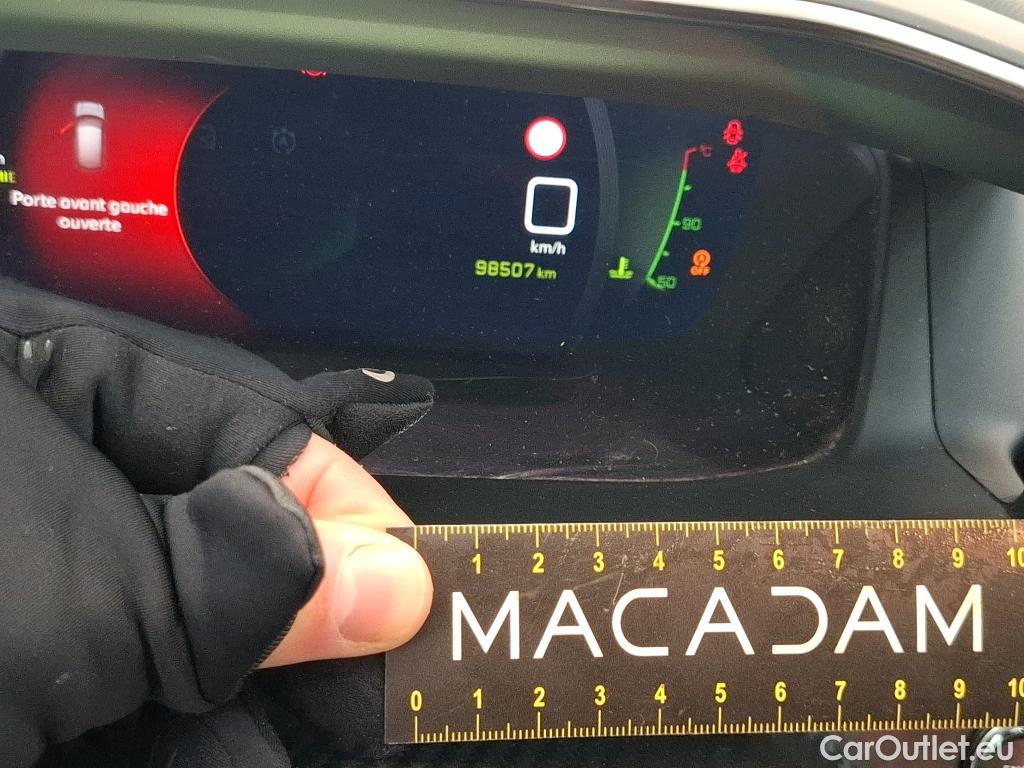 Porte avant gauche
ouverte
0
km/h
98507 km
°C
90
50
OFF
1 2 3 4 5 6 7 8 9 10
MACADAM
0 1 2 3 4 5 6 7 8 9 10
CarOutlet.eu